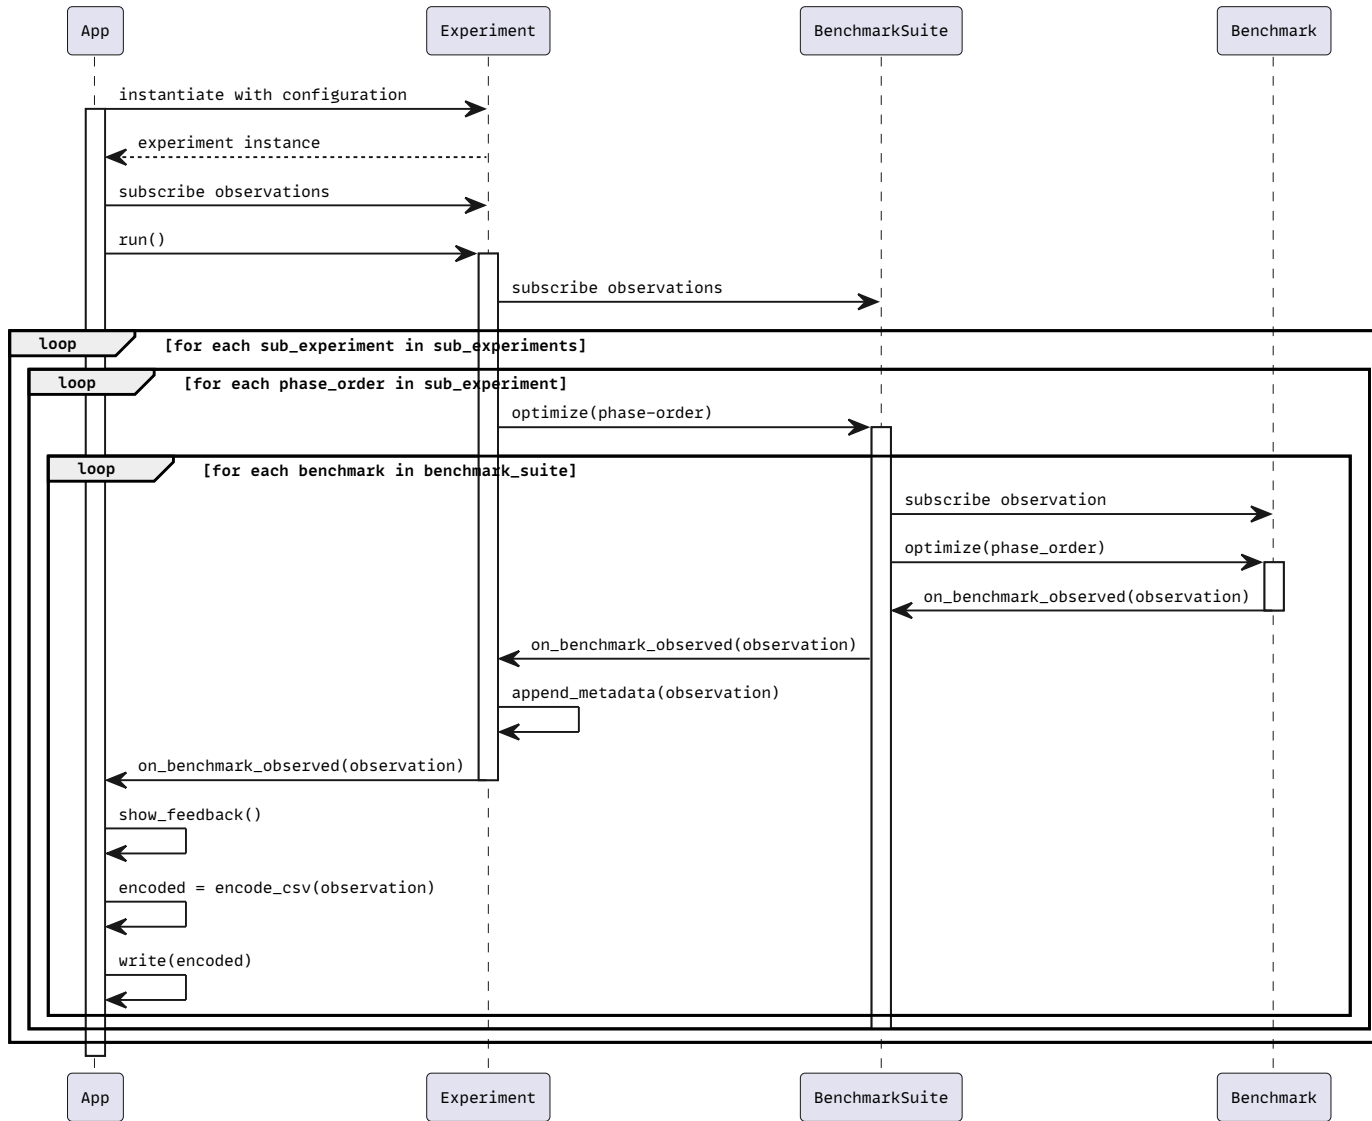 App
Experiment
BenchmarkSuite
Benchmark
instantiate with configuration
experiment instance
subscribe observations
run()
subscribe observations
loop
[for each sub_experiment in sub_experiments]
loop
[for each phase_order in sub_experiment]
optimize(phase-order)
loop
[for each benchmark in benchmark_suite]
subscribe observation
optimize(phase_order)
on_benchmark_observed(observation)
on_benchmark_observed(observation)
append_metadata(observation)
on_benchmark_observed(observation)
show_feedback()
encoded = encode_csv(observation)
write(encoded)
App
Experiment
BenchmarkSuite
Benchmark